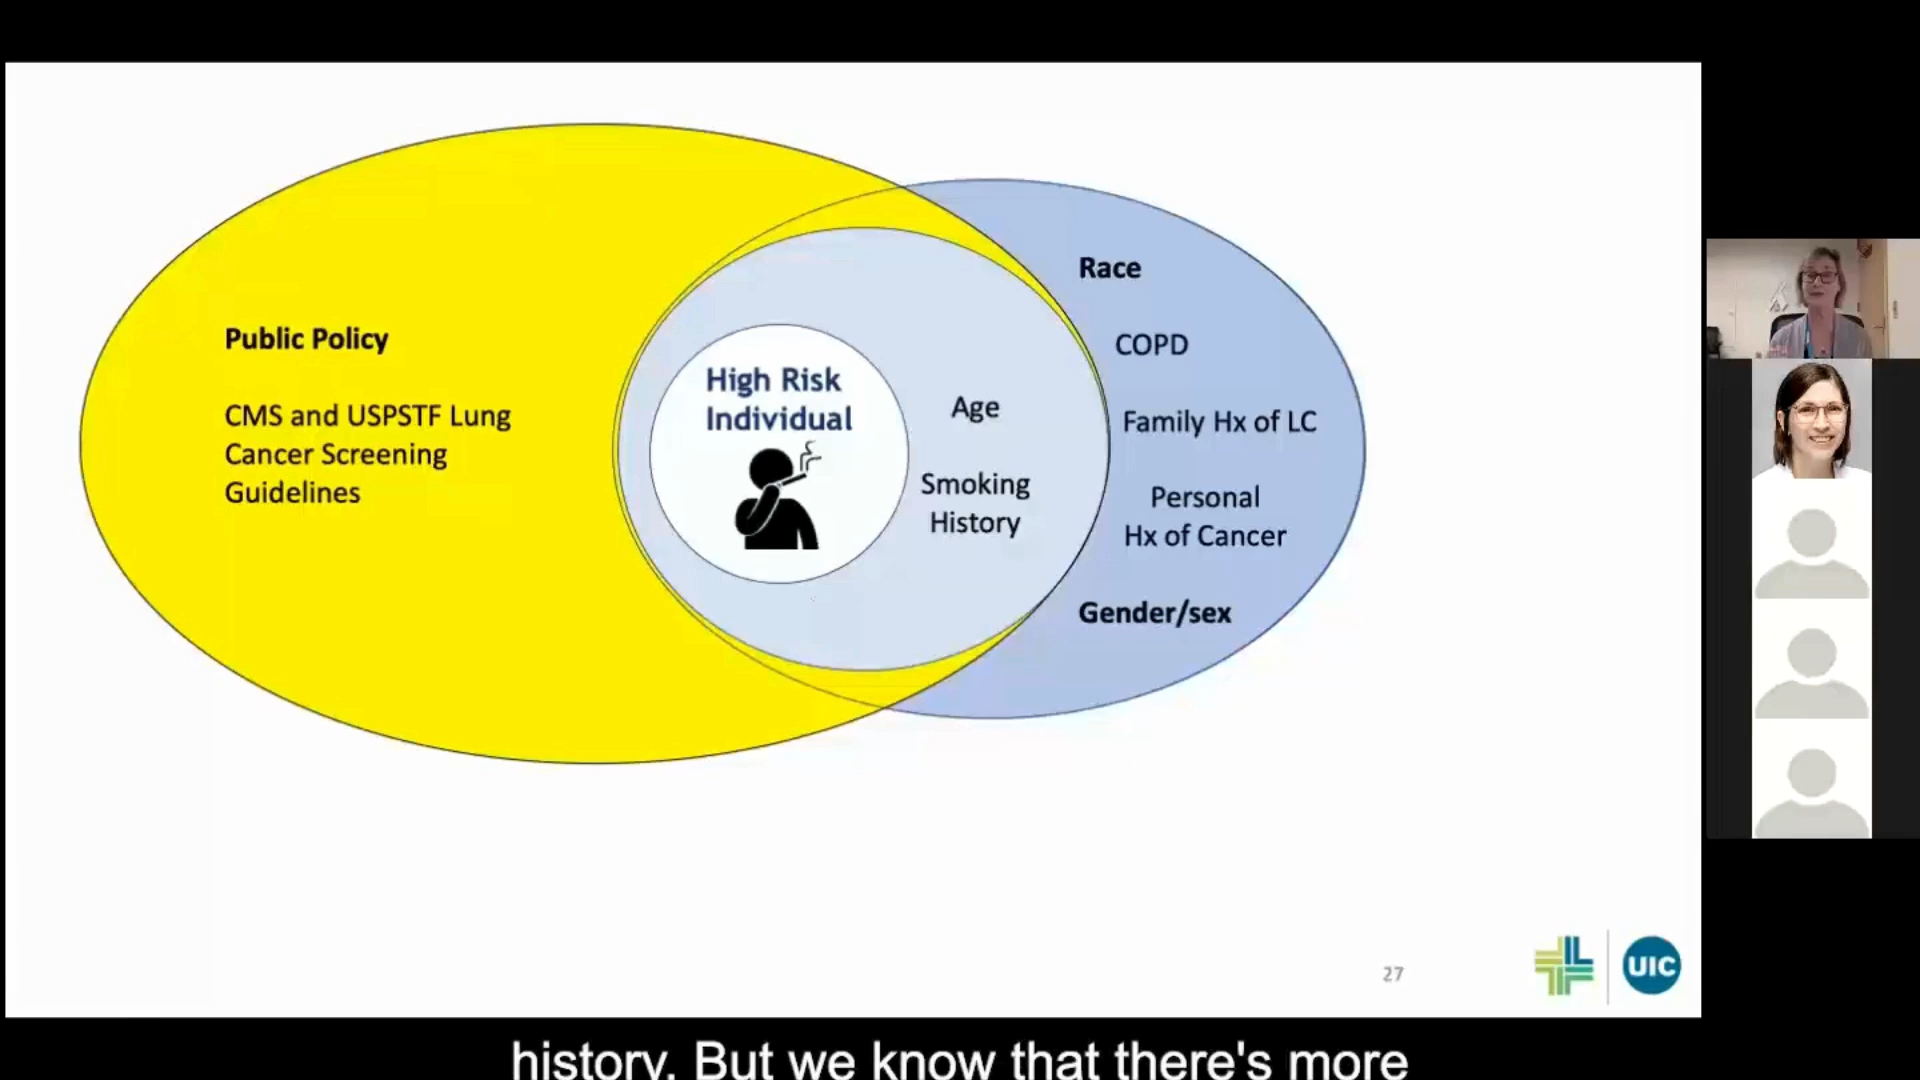 Public Policy
CMS and USPSTF Lung
Cancer Screening
Guidelines
High Risk
Individual
Age
Smoking
History
Race
COPD
Family Hx of LC
Personal
Hx of Cancer
Gender/sex
27
UIC
history. But we know that there's more